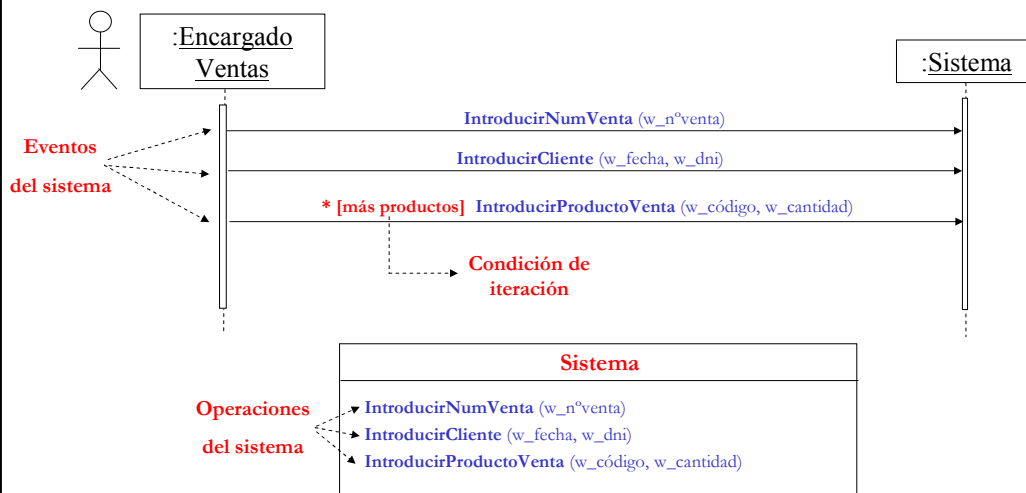 :Encargado
Ventas
:Sistema
IntroducirNumVenta (w_nºventa)
Eventos
del sistema
IntroducirCliente (w_fecha, w_dni)
* [más productos] IntroducirProductoVenta (w_código, w_cantidad)
Condición de
iteración
Sistema
Operaciones
del sistema
IntroducirNumVenta (w_nºventa)
IntroducirCliente (w_fecha, w_dni)
IntroducirProductoVenta (w_código, w_cantidad)